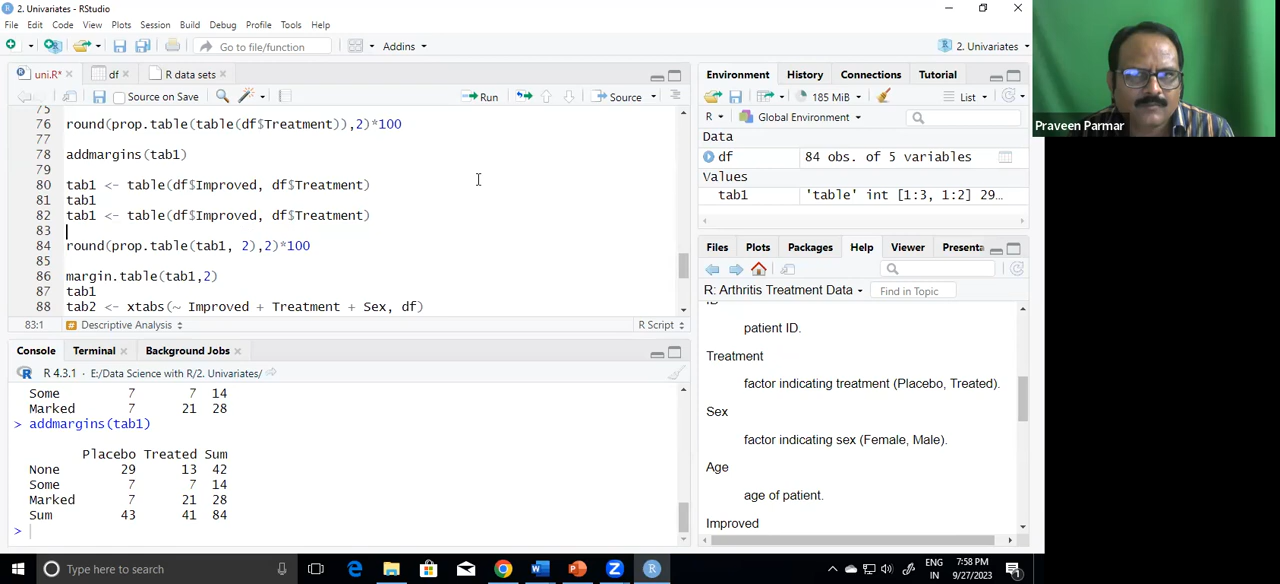 2. Univariates - RStudio
File Edit Code View Plots Session Build Debug Profile Tools Help
Go to file/function Addins 2. Univariates
uni.R* df R data sets
Source on Save Run Source
75
76 round(prop.table(table(df$Treatment)),2)*100
77
78 addmargins(tab1)
79
80 tab1 <- table(df$Improved, df$Treatment)
81 tab1
82 tab1 <- table(df$Improved, df$Treatment)
83
84 round(prop.table(tab1, 2),2)*100
85
86 margin.table(tab1,2)
87 tab1
88 tab2 <- xtabs(~ Improved + Treatment + Sex, df)
83:1 Descriptive Analysis R Script
Console Terminal Background Jobs
R 4.3.1 · E:/Data Science with R/2. Univariates/
Some 7 7 14
Marked 7 21 28
> addmargins(tab1)
Placebo Treated Sum
None 29 13 42
Some 7 7 14
Marked 7 21 28
Sum 43 41 84
>
Environment History Connections Tutorial
185 MiB List
R Global Environment
Data
df 84 obs. of 5 variables
Values
tab1 'table' int [1:3, 1:2] 29…
Files Plots Packages Help Viewer Presenta
R: Arthritis Treatment Data Find in Topic
ID
patient ID.
Treatment
factor indicating treatment (Placebo, Treated).
Sex
factor indicating sex (Female, Male).
Age
age of patient.
Improved
Praveen Parmar
Type here to search
ENG
IN
7:58 PM
9/27/2023
1